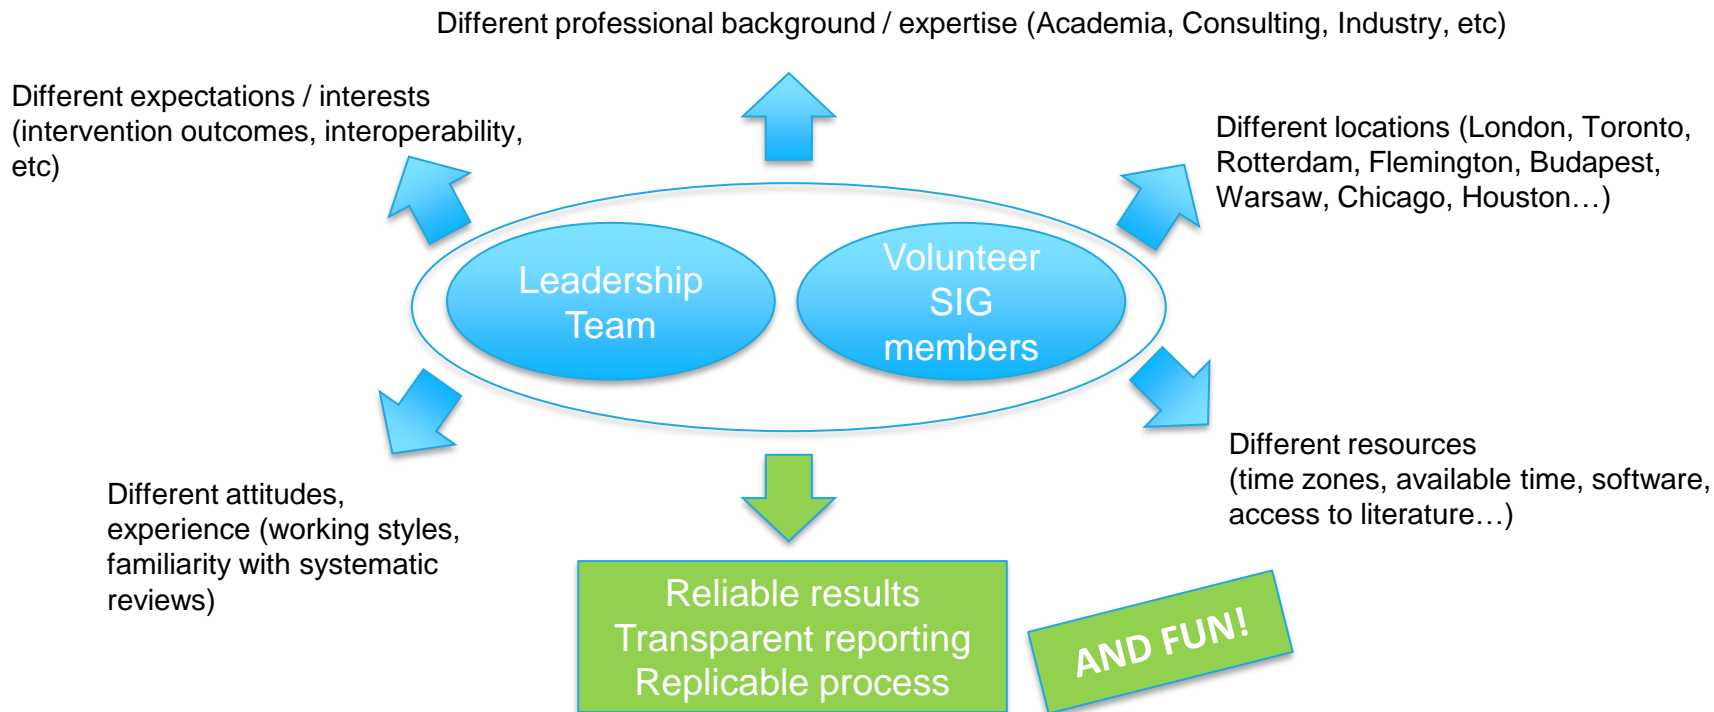 Different professional background / expertise (Academia, Consulting, Industry, etc)
Different expectations / interests
(intervention outcomes, interoperability,
etc)
Different locations (London, Toronto,
Rotterdam, Flemington, Budapest,
Warsaw, Chicago, Houston…)
Leadership
Team
Volunteer
SIG
members
Different attitudes,
experience (working styles,
familiarity with systematic
reviews)
Different resources
(time zones, available time, software,
access to literature…)
Reliable results
Transparent reporting
Replicable process
AND FUN!